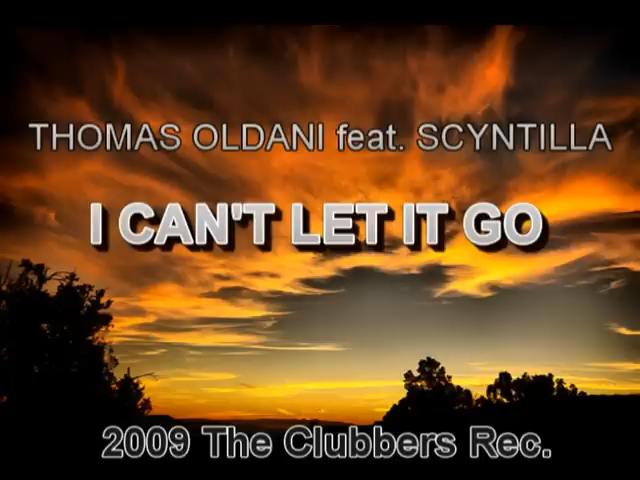 THOMAS OLDANI feat. SCYNTILLA
I CAN'T LET IT GO
2009 The Clubbers Rec.